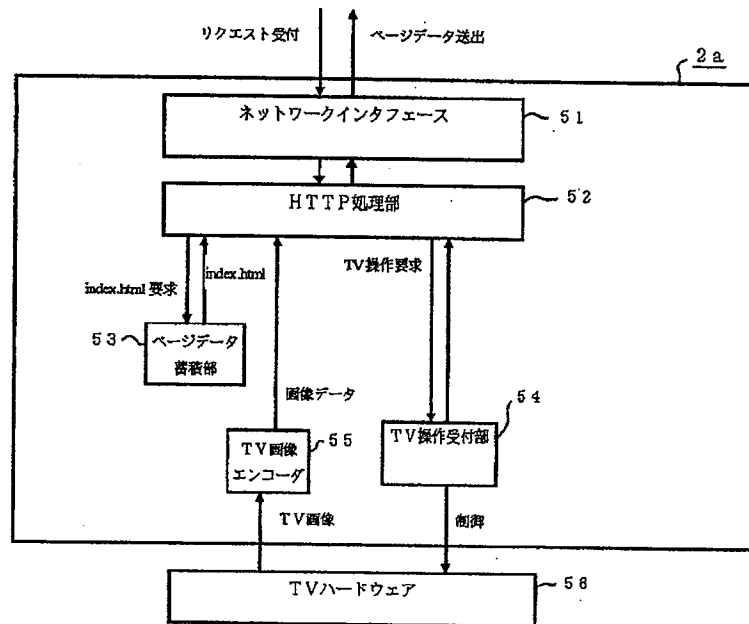 リクエスト受付
ページデータ送出
2a
ネットワークインタフェース
51
HTTP処理部
52
index.html 要求
index.html
TV操作要求
53
ページデータ
蓄積部
画像データ
54
TV画像
エンコーダ
55
TV操作受付部
TV画像
制御
TVハードウェア
56